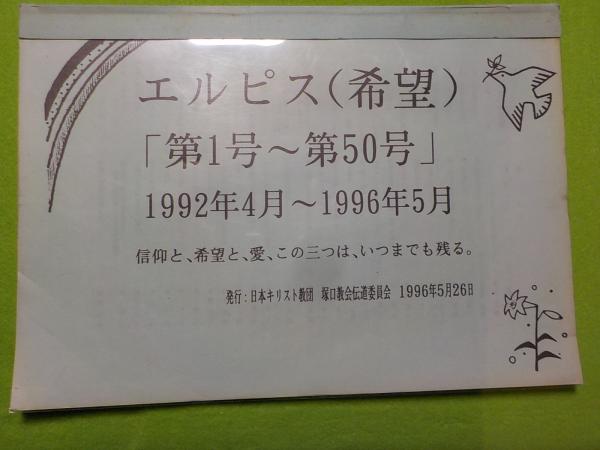 エルピス(希望)
「第1号～第50号」
1992年4月～1996年5月
信仰と、希望と、愛、この三つは、いつまでも残る。
発行：日本キリスト教団 塚口教会伝道委員会 1996年5月26日